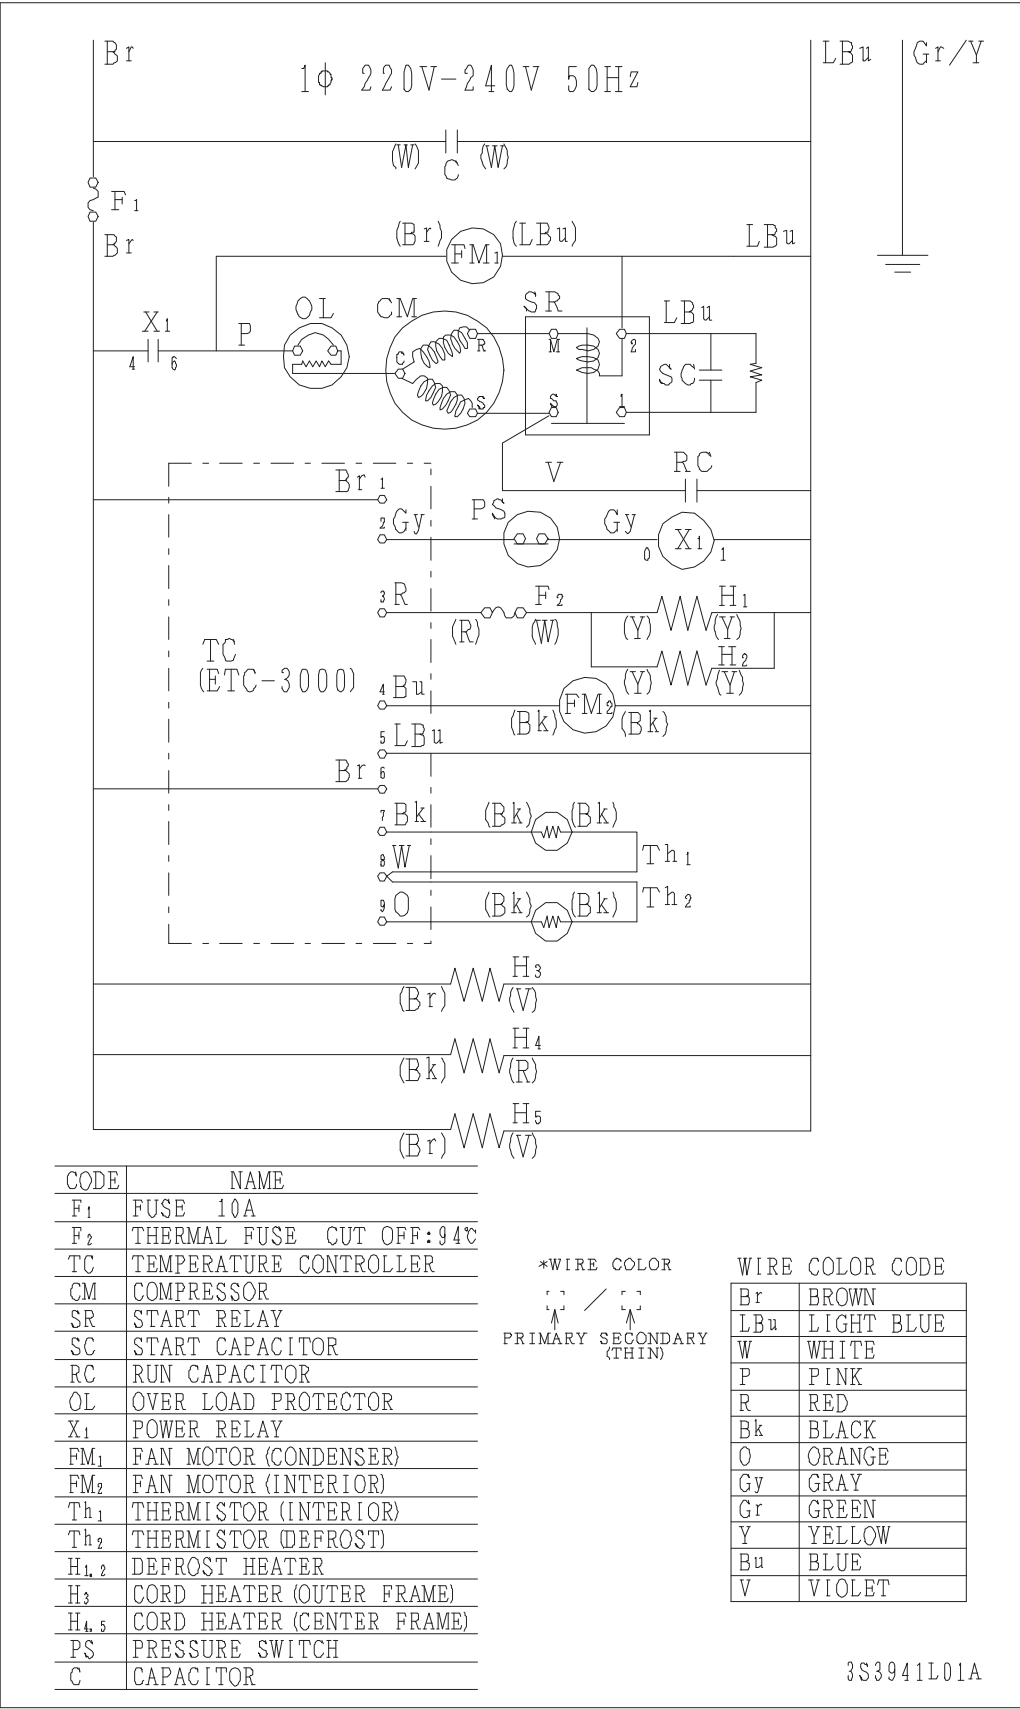 Br LBu Gr/Y
1φ 220V-240V 50Hz
(W) C (W)
F1
Br
(Br) FM1 (LBu) LBu
X1 4 6 P OL CM C R S SR M 2 S 1 LBu SC
V RC
Br 1
2 Gy PS Gy 0 X1 1
3 R (R) F2 (W) (Y) H1 (Y)
TC
(ETC-3000)
(Y) H2 (Y)
4 Bu (Bk) FM2 (Bk)
5 LBu
Br 6
7 Bk (Bk) (Bk)
8 W Th1
9 O (Bk) (Bk) Th2
(Br) H3 (V)
(Bk) H4 (R)
(Br) H5 (V)
CODE NAME
F1 FUSE 10A
F2 THERMAL FUSE CUT OFF:94℃
TC TEMPERATURE CONTROLLER
CM COMPRESSOR
SR START RELAY
SC START CAPACITOR
RC RUN CAPACITOR
OL OVER LOAD PROTECTOR
X1 POWER RELAY
FM1 FAN MOTOR (CONDENSER)
FM2 FAN MOTOR (INTERIOR)
Th1 THERMISTOR (INTERIOR)
Th2 THERMISTOR (DEFROST)
H1,2 DEFROST HEATER
H3 CORD HEATER (OUTER FRAME)
H4,5 CORD HEATER (CENTER FRAME)
PS PRESSURE SWITCH
C CAPACITOR
*WIRE COLOR
/
PRIMARY SECONDARY
(THIN)
WIRE COLOR CODE
Br BROWN
LBu LIGHT BLUE
W WHITE
P PINK
R RED
Bk BLACK
O ORANGE
Gy GRAY
Gr GREEN
Y YELLOW
Bu BLUE
V VIOLET
3S3941L01A